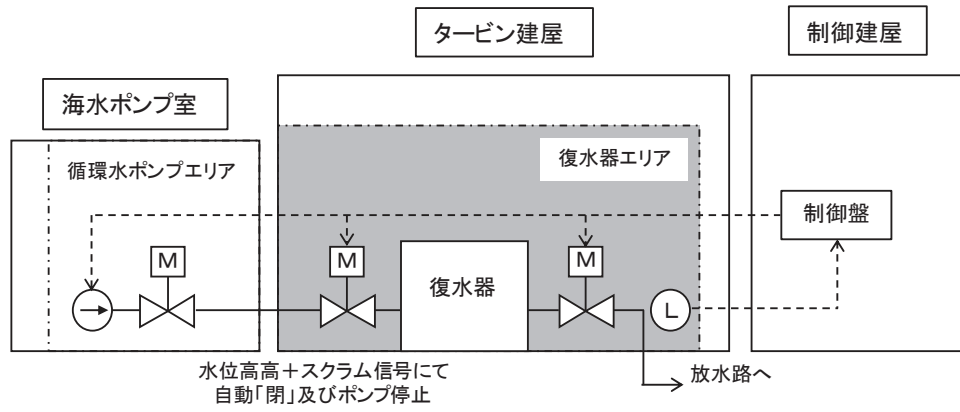 タービン建屋
制御建屋
海水ポンプ室
循環水ポンプエリア
復水器エリア
制御盤
M
M
M
復水器
L
水位高高+スクラム信号にて
自動「閉」及びポンプ停止
放水路へ